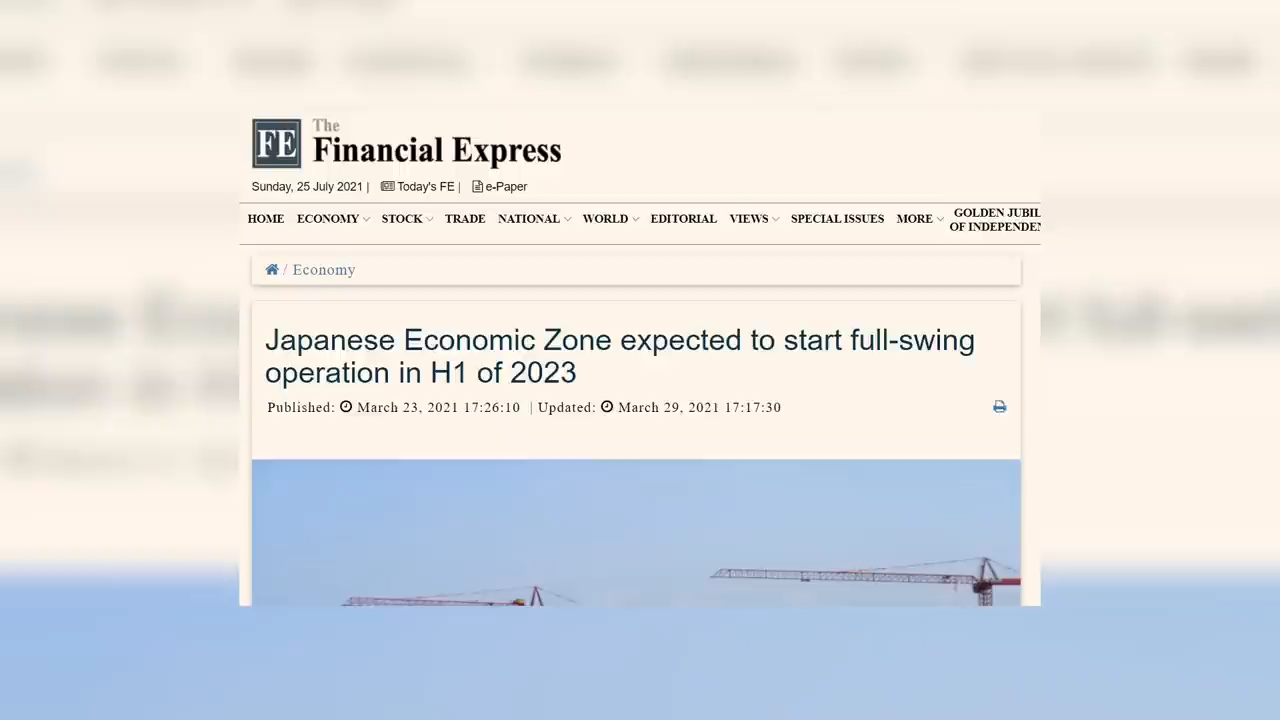 FE
The
Financial Express
Sunday, 25 July 2021 | Today's FE | e-Paper
HOME ECONOMY STOCK TRADE NATIONAL WORLD EDITORIAL VIEWS SPECIAL ISSUES MORE GOLDEN JUBIL
OF INDEPENDEN
/ Economy
Japanese Economic Zone expected to start full-swing
operation in H1 of 2023
Published: March 23, 2021 17:26:10 | Updated: March 29, 2021 17:17:30